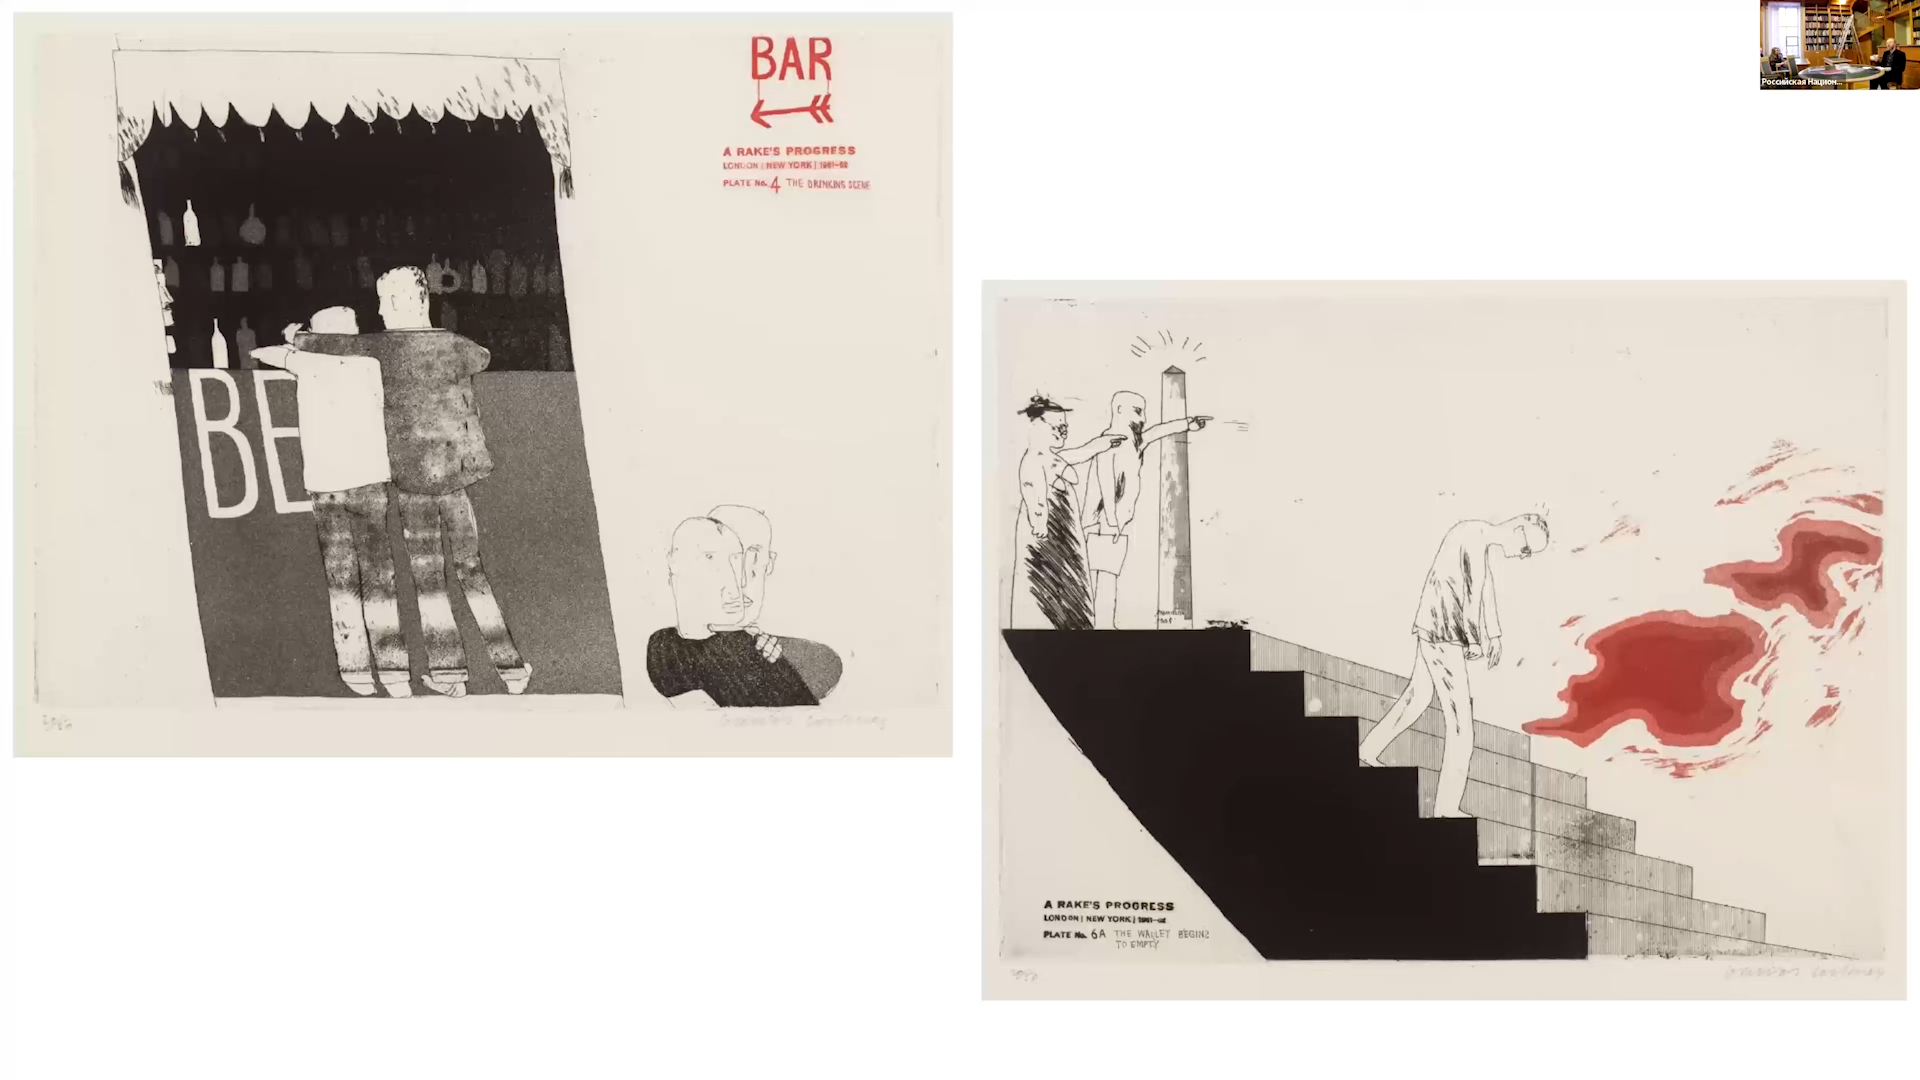 BAR
A RAKE'S PROGRESS
LONDON | NEW YORK | 1961–62
PLATE No. 4 THE DRINKING SCENE
BE
A RAKE'S PROGRESS
LONDON | NEW YORK | 1961–62
PLATE No. 6A THE WALLET BEGINS
TO EMPTY
Российская Национ...